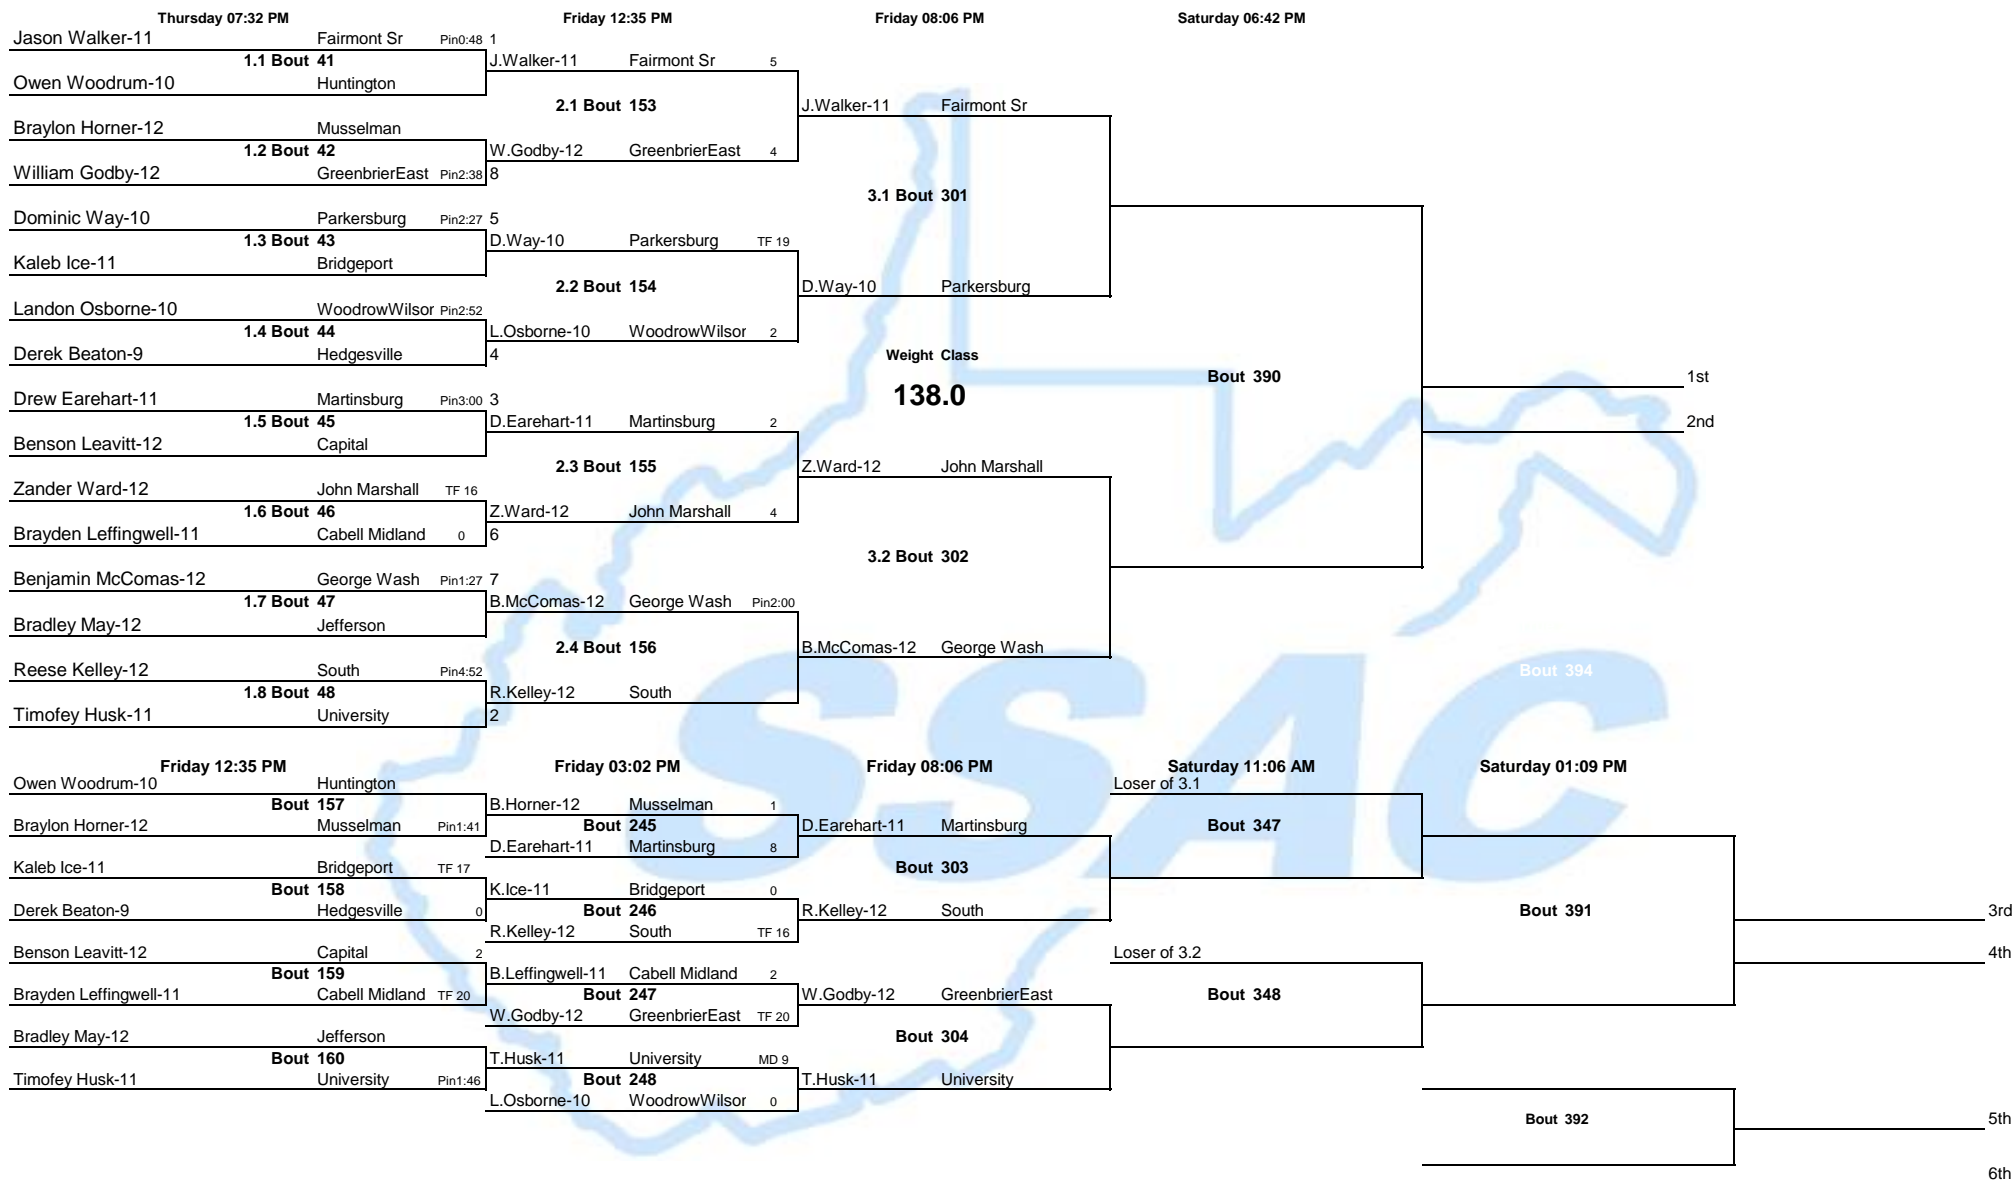 Thursday 07:32 PM Friday 12:35 PM Friday 08:06 PM Saturday 06:42 PM
Jason Walker-11 Fairmont Sr Pin0:48 1
1.1 Bout 41 J.Walker-11 Fairmont Sr 5
Owen Woodrum-10 Huntington
2.1 Bout 153 J.Walker-11 Fairmont Sr
Braylon Horner-12 Musselman
1.2 Bout 42 W.Godby-12 GreenbrierEast 4
William Godby-12 GreenbrierEast Pin2:38 8
3.1 Bout 301
Dominic Way-10 Parkersburg Pin2:27 5
1.3 Bout 43 D.Way-10 Parkersburg TF 19
Kaleb Ice-11 Bridgeport
2.2 Bout 154 D.Way-10 Parkersburg
Landon Osborne-10 WoodrowWilsor Pin2:52
1.4 Bout 44 L.Osborne-10 WoodrowWilsor 2
Derek Beaton-9 Hedgesville 4 Weight Class
Bout 390 1st
Drew Earehart-11 Martinsburg Pin3:00 3 138.0
1.5 Bout 45 D.Earehart-11 Martinsburg 2 2nd
Benson Leavitt-12 Capital
2.3 Bout 155 Z.Ward-12 John Marshall
Zander Ward-12 John Marshall TF 16
1.6 Bout 46 Z.Ward-12 John Marshall 4
Brayden Leffingwell-11 Cabell Midland 0 6
3.2 Bout 302
Benjamin McComas-12 George Wash Pin1:27 7
1.7 Bout 47 B.McComas-12 George Wash Pin2:00
Bradley May-12 Jefferson
2.4 Bout 156 B.McComas-12 George Wash
Reese Kelley-12 South Pin4:52 Bout 394
1.8 Bout 48 R.Kelley-12 South
Timofey Husk-11 University 2
SSAC
Friday 12:35 PM Friday 03:02 PM Friday 08:06 PM Saturday 11:06 AM Saturday 01:09 PM
Owen Woodrum-10 Huntington Loser of 3.1
Bout 157 B.Horner-12 Musselman 1
Braylon Horner-12 Musselman Pin1:41 Bout 245 D.Earehart-11 Martinsburg Bout 347
D.Earehart-11 Martinsburg 8
Kaleb Ice-11 Bridgeport TF 17 Bout 303
Bout 158 K.Ice-11 Bridgeport 0
Derek Beaton-9 Hedgesville 0 Bout 246 R.Kelley-12 South Bout 391 3rd
R.Kelley-12 South TF 16
Benson Leavitt-12 Capital 2 Loser of 3.2 4th
Bout 159 B.Leffingwell-11 Cabell Midland 2
Brayden Leffingwell-11 Cabell Midland TF 20 Bout 247 W.Godby-12 GreenbrierEast Bout 348
W.Godby-12 GreenbrierEast TF 20
Bradley May-12 Jefferson Bout 304
Bout 160 T.Husk-11 University MD 9
Timofey Husk-11 University Pin1:46 Bout 248 T.Husk-11 University
L.Osborne-10 WoodrowWilsor 0
Bout 392 5th
6th